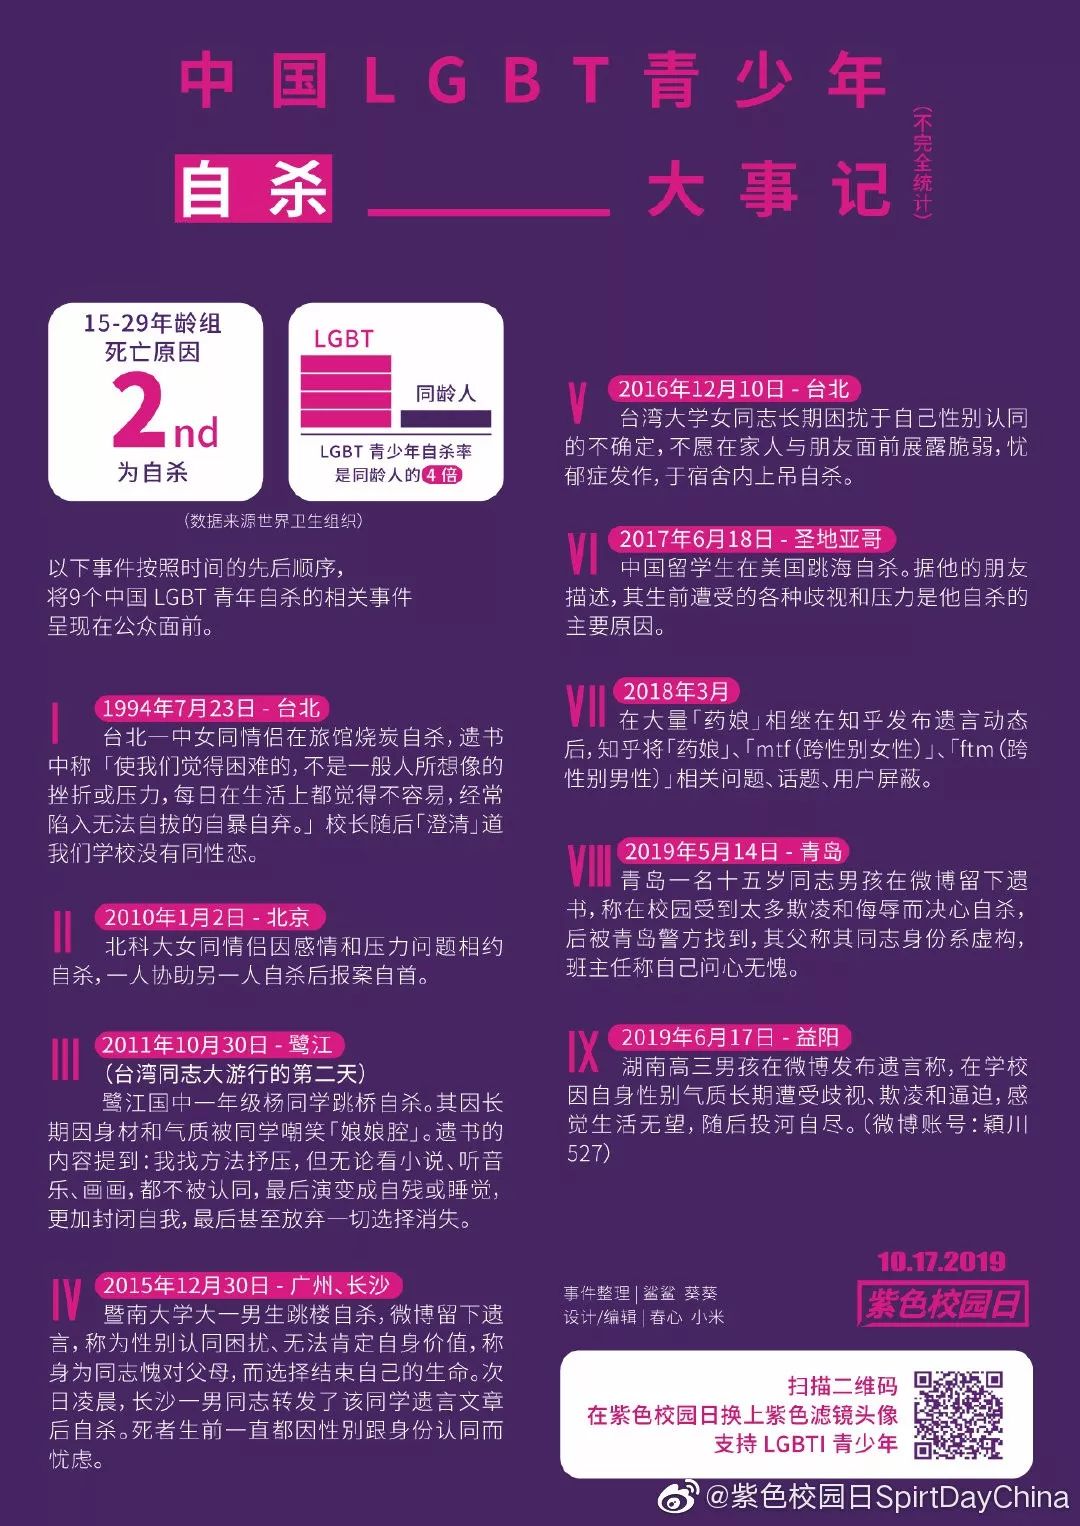 中国LGBT青少年
自杀______大事记
（不完全统计）
15-29年龄组
死亡原因
2nd
为自杀
LGBT
同龄人
LGBT 青少年自杀率
是同龄人的 4 倍
（数据来源世界卫生组织）
以下事件按照时间的先后顺序，
将9个中国 LGBT 青年自杀的相关事件
呈现在公众面前。
I
1994年7月23日 - 台北
台北一中女同情侣在旅馆烧炭自杀，遗书
中称「使我们觉得困难的，不是一般人所想像的
挫折或压力，每日在生活上都觉得不容易，经常
陷入无法自拔的自暴自弃。」校长随后「澄清」道
我们学校没有同性恋。
II
2010年1月2日 - 北京
北科大女同情侣因感情和压力问题相约
自杀，一人协助另一人自杀后报案自首。
III
2011年10月30日 - 鹭江
（台湾同志大游行的第二天）
鹭江国中一年级杨同学跳桥自杀。其因长
期因身材和气质被同学嘲笑「娘娘腔」。遗书的
内容提到：我找方法抒压，但无论看小说、听音
乐、画画，都不被认同，最后演变成自残或睡觉，
更加封闭自我，最后甚至放弃一切选择消失。
IV
2015年12月30日 - 广州、长沙
暨南大学大一男生跳楼自杀，微博留下遗
言，称为性别认同困扰、无法肯定自身价值，称
身为同志愧对父母，而选择结束自己的生命。次
日凌晨，长沙一男同志转发了该同学遗言文章
后自杀。死者生前一直都因性别跟身份认同而
忧虑。
V
2016年12月10日 - 台北
台湾大学女同志长期困扰于自己性别认同
的不确定，不愿在家人与朋友面前展露脆弱，忧
郁症发作，于宿舍内上吊自杀。
VI
2017年6月18日 - 圣地亚哥
中国留学生在美国跳海自杀。据他的朋友
描述，其生前遭受的各种歧视和压力是他自杀的
主要原因。
VII
2018年3月
在大量「药娘」相继在知乎发布遗言动态
后，知乎将「药娘」、「mtf（跨性别女性）」、「ftm（跨
性别男性）」相关问题、话题、用户屏蔽。
VIII
2019年5月14日 - 青岛
青岛一名十五岁同志男孩在微博留下遗
书，称在校园受到太多欺凌和侮辱而决心自杀，
后被青岛警方找到，其父称其同志身份系虚构，
班主任称自己问心无愧。
IX
2019年6月17日 - 益阳
湖南高三男孩在微博发布遗言称，在学校
因自身性别气质长期遭受歧视、欺凌和逼迫，感
觉生活无望，随后投河自尽。（微博账号：穎川
527）
事件整理 | 鲨鲨 葵葵
设计/编辑 | 春心 小米
10.17.2019
紫色校园日
扫描二维码
在紫色校园日换上紫色滤镜头像
支持 LGBTI 青少年
@紫色校园日SpirtDayChina